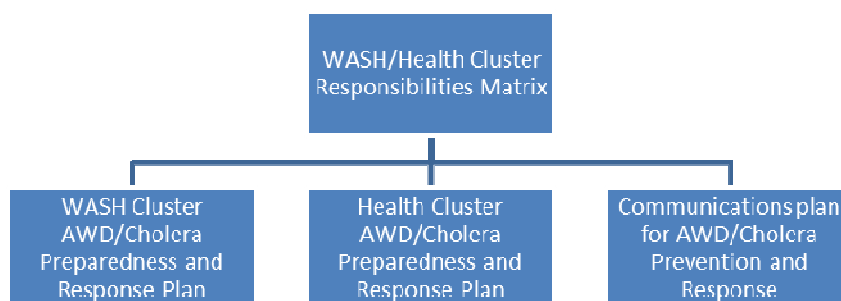 WASH/Health Cluster
Responsibilities Matrix
WASH Cluster
AWD/Cholera
Preparedness and
Response Plan
Health Cluster
AWD/Cholera
Preparedness and
Response Plan
Communications plan
for AWD/Cholera
Prevention and
Response